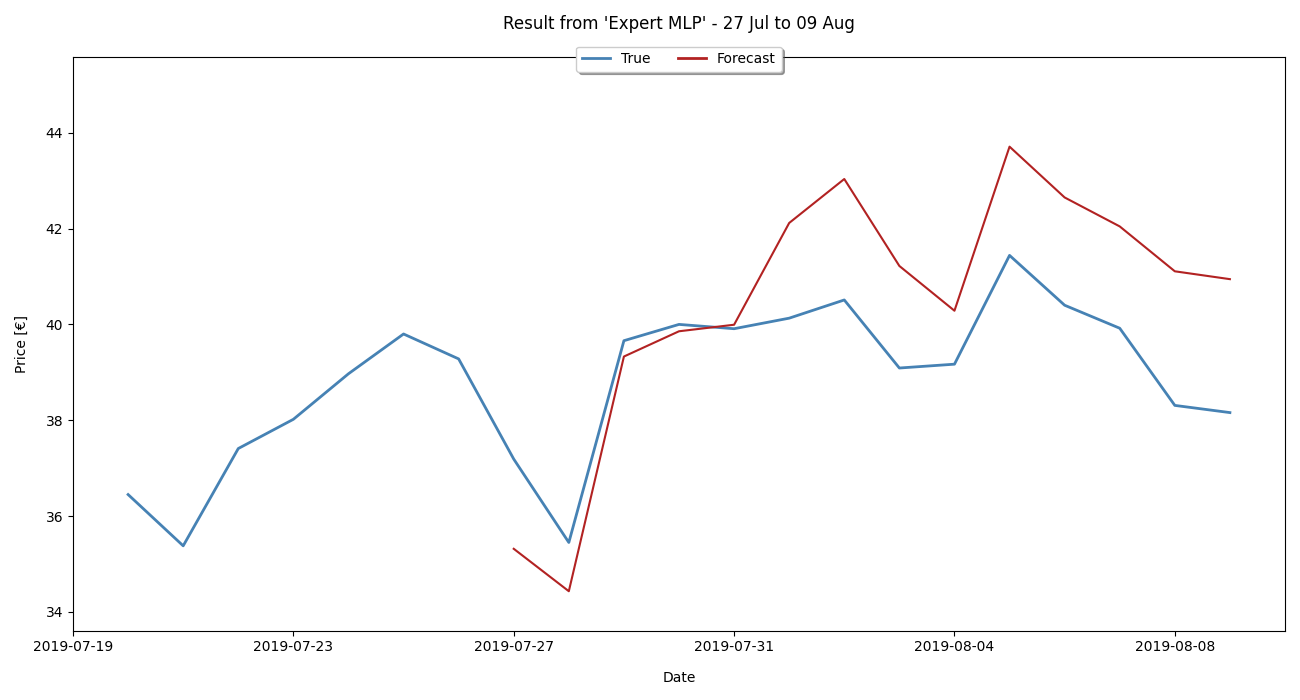 Result from 'Expert MLP' - 27 Jul to 09 Aug
True Forecast
44
42
40
38
36
34
Price [€]
2019-07-19 2019-07-23 2019-07-27 2019-07-31 2019-08-04 2019-08-08
Date